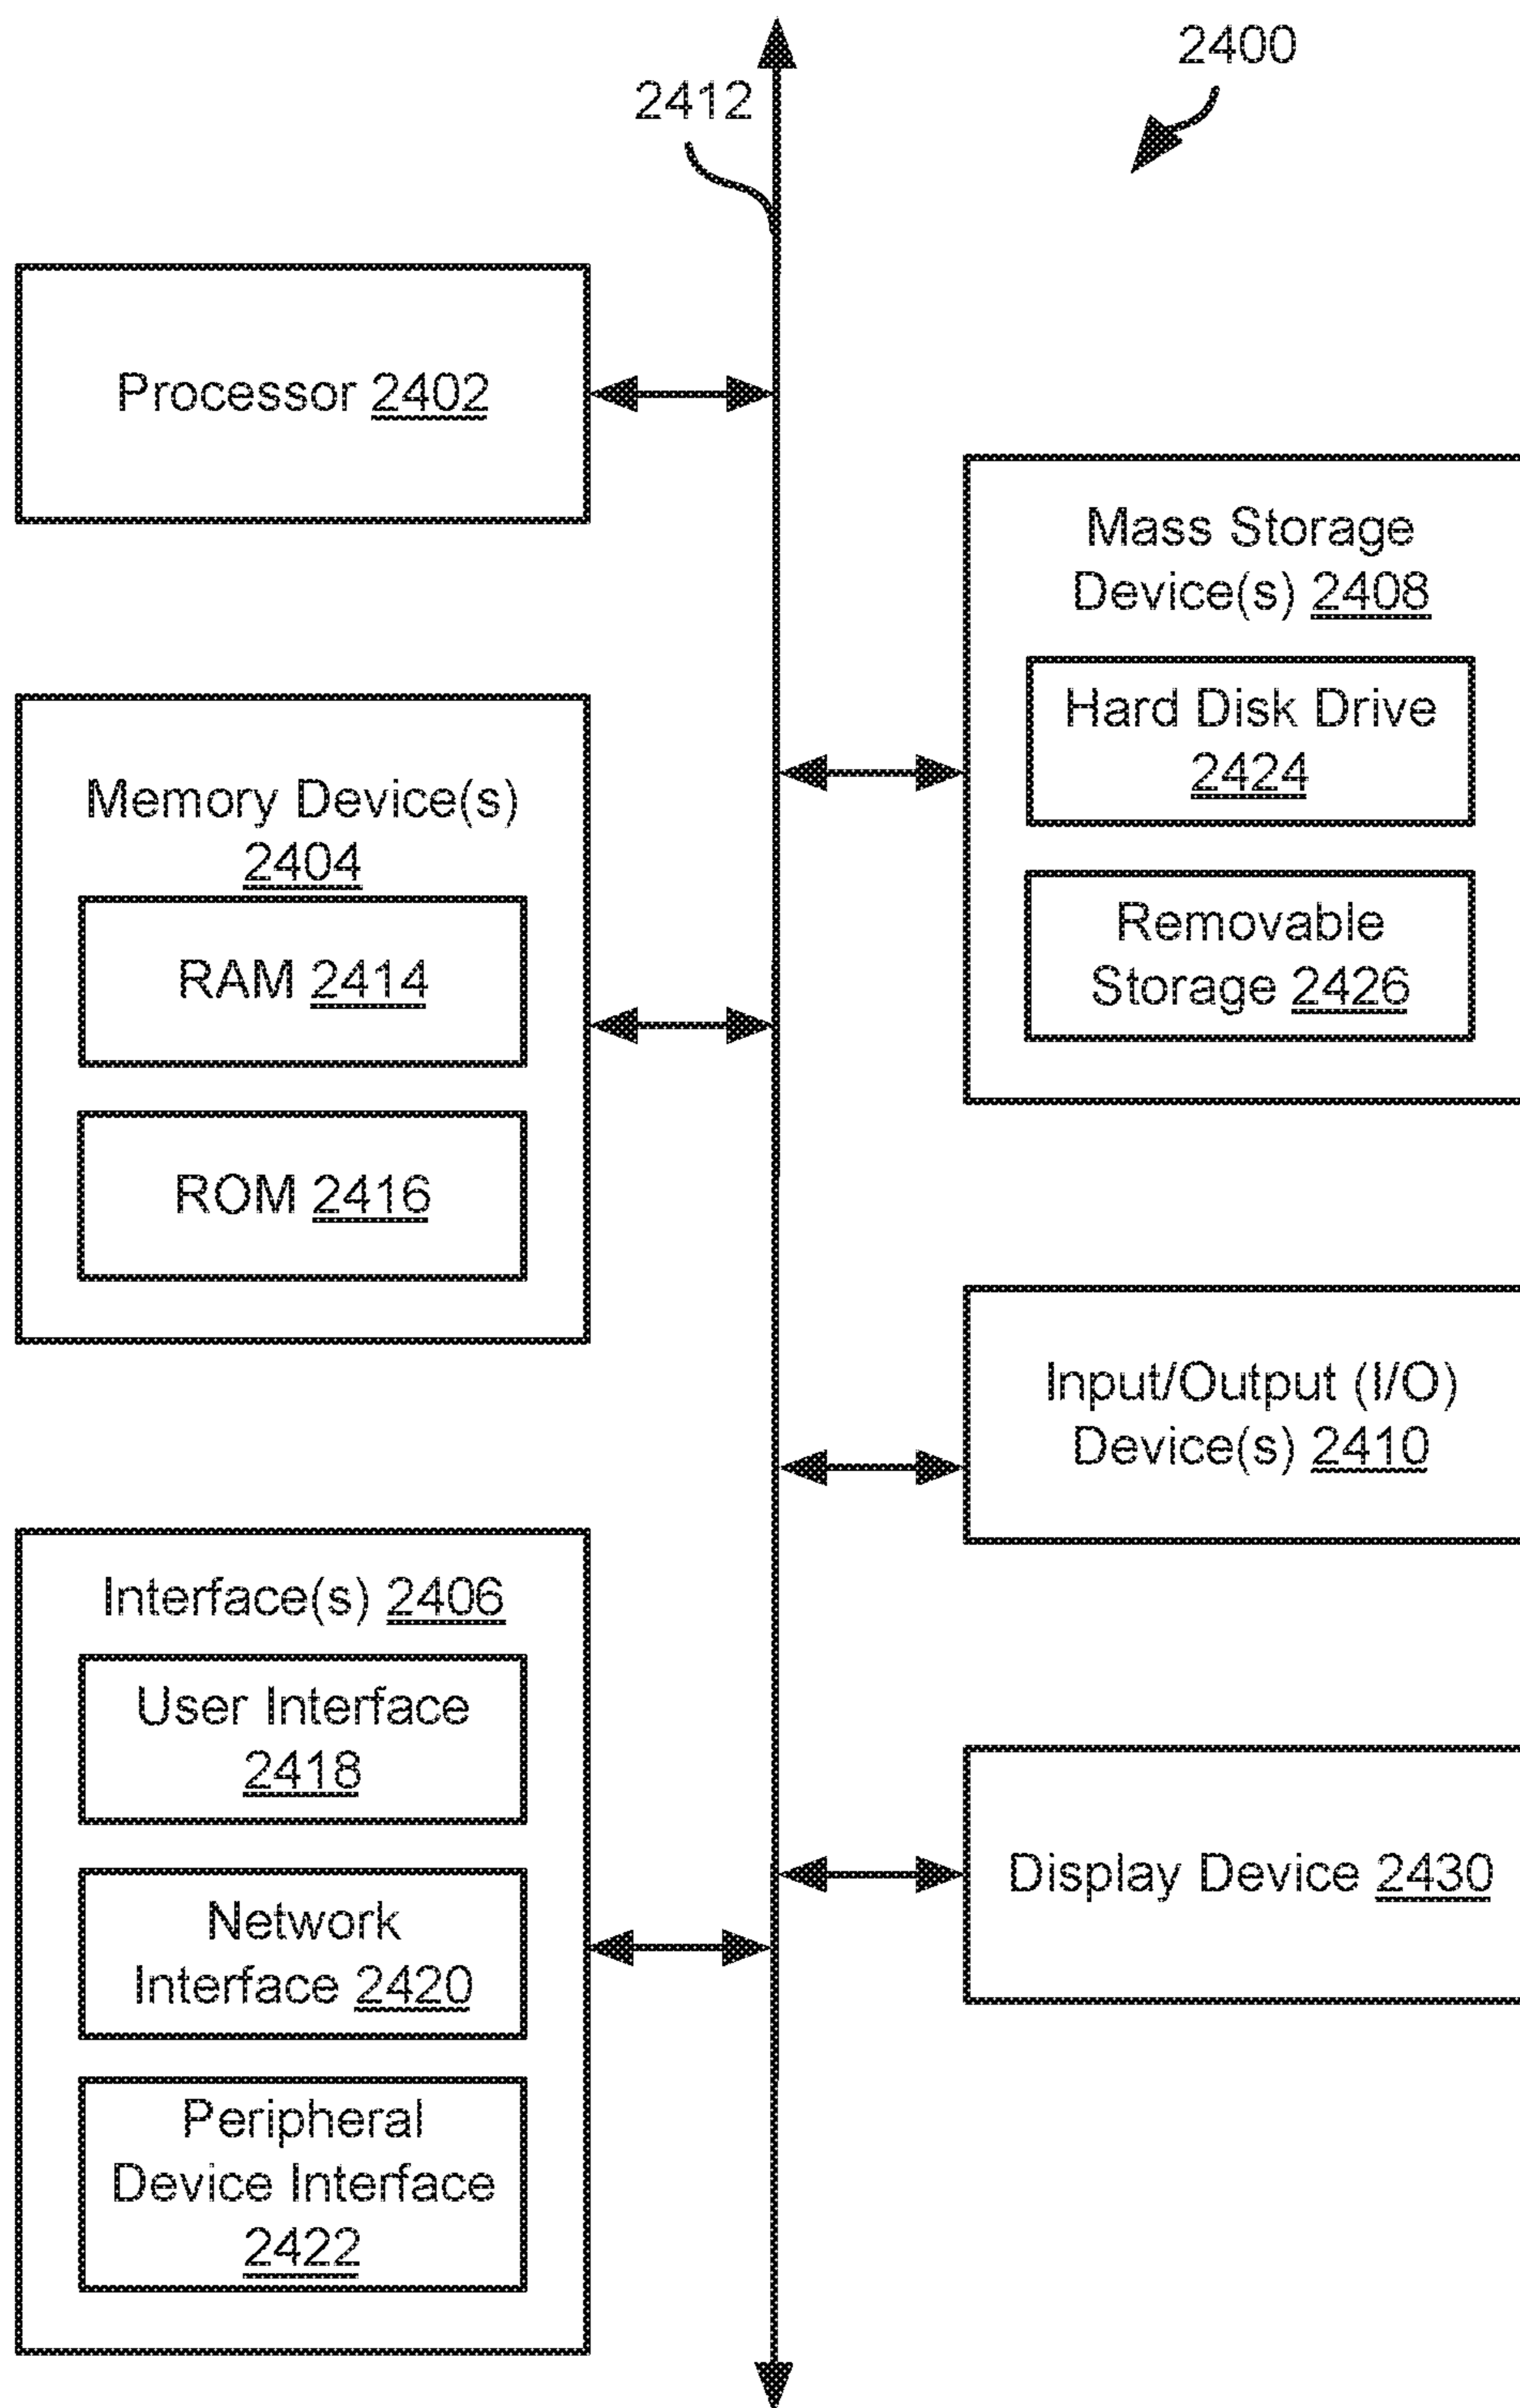 2400
2412
Processor 2402
Mass Storage
Device(s) 2408
Hard Disk Drive
2424
Removable
Storage 2426
Memory Device(s)
2404
RAM 2414
ROM 2416
Input/Output (I/O)
Device(s) 2410
Interface(s) 2406
User Interface
2418
Network
Interface 2420
Peripheral
Device Interface
2422
Display Device 2430